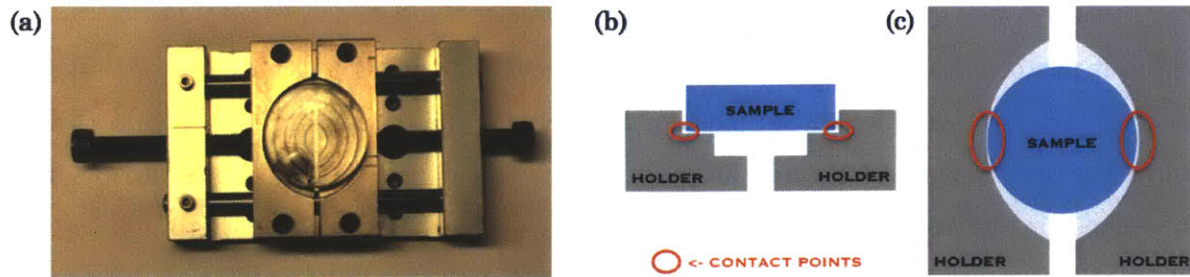 (a)
(b)
SAMPLE
HOLDER
HOLDER
<- CONTACT POINTS
(c)
SAMPLE
HOLDER
HOLDER